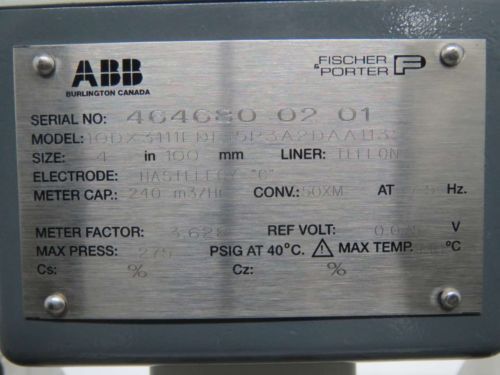 ABB
BURLINGTON CANADA
FISCHER & PORTER
SERIAL NO: 464680 02 01
MODEL:
SIZE: 4 in 100 mm LINER: TEFLON
ELECTRODE: HASTELLOY "C"
METER CAP.: 240 m3/Hr CONV.: 50XM AT Hz.
METER FACTOR: 3.628 REF VOLT: V
MAX PRESS: 275 PSIG AT 40°C. MAX TEMP. °C
Cs: % Cz: %